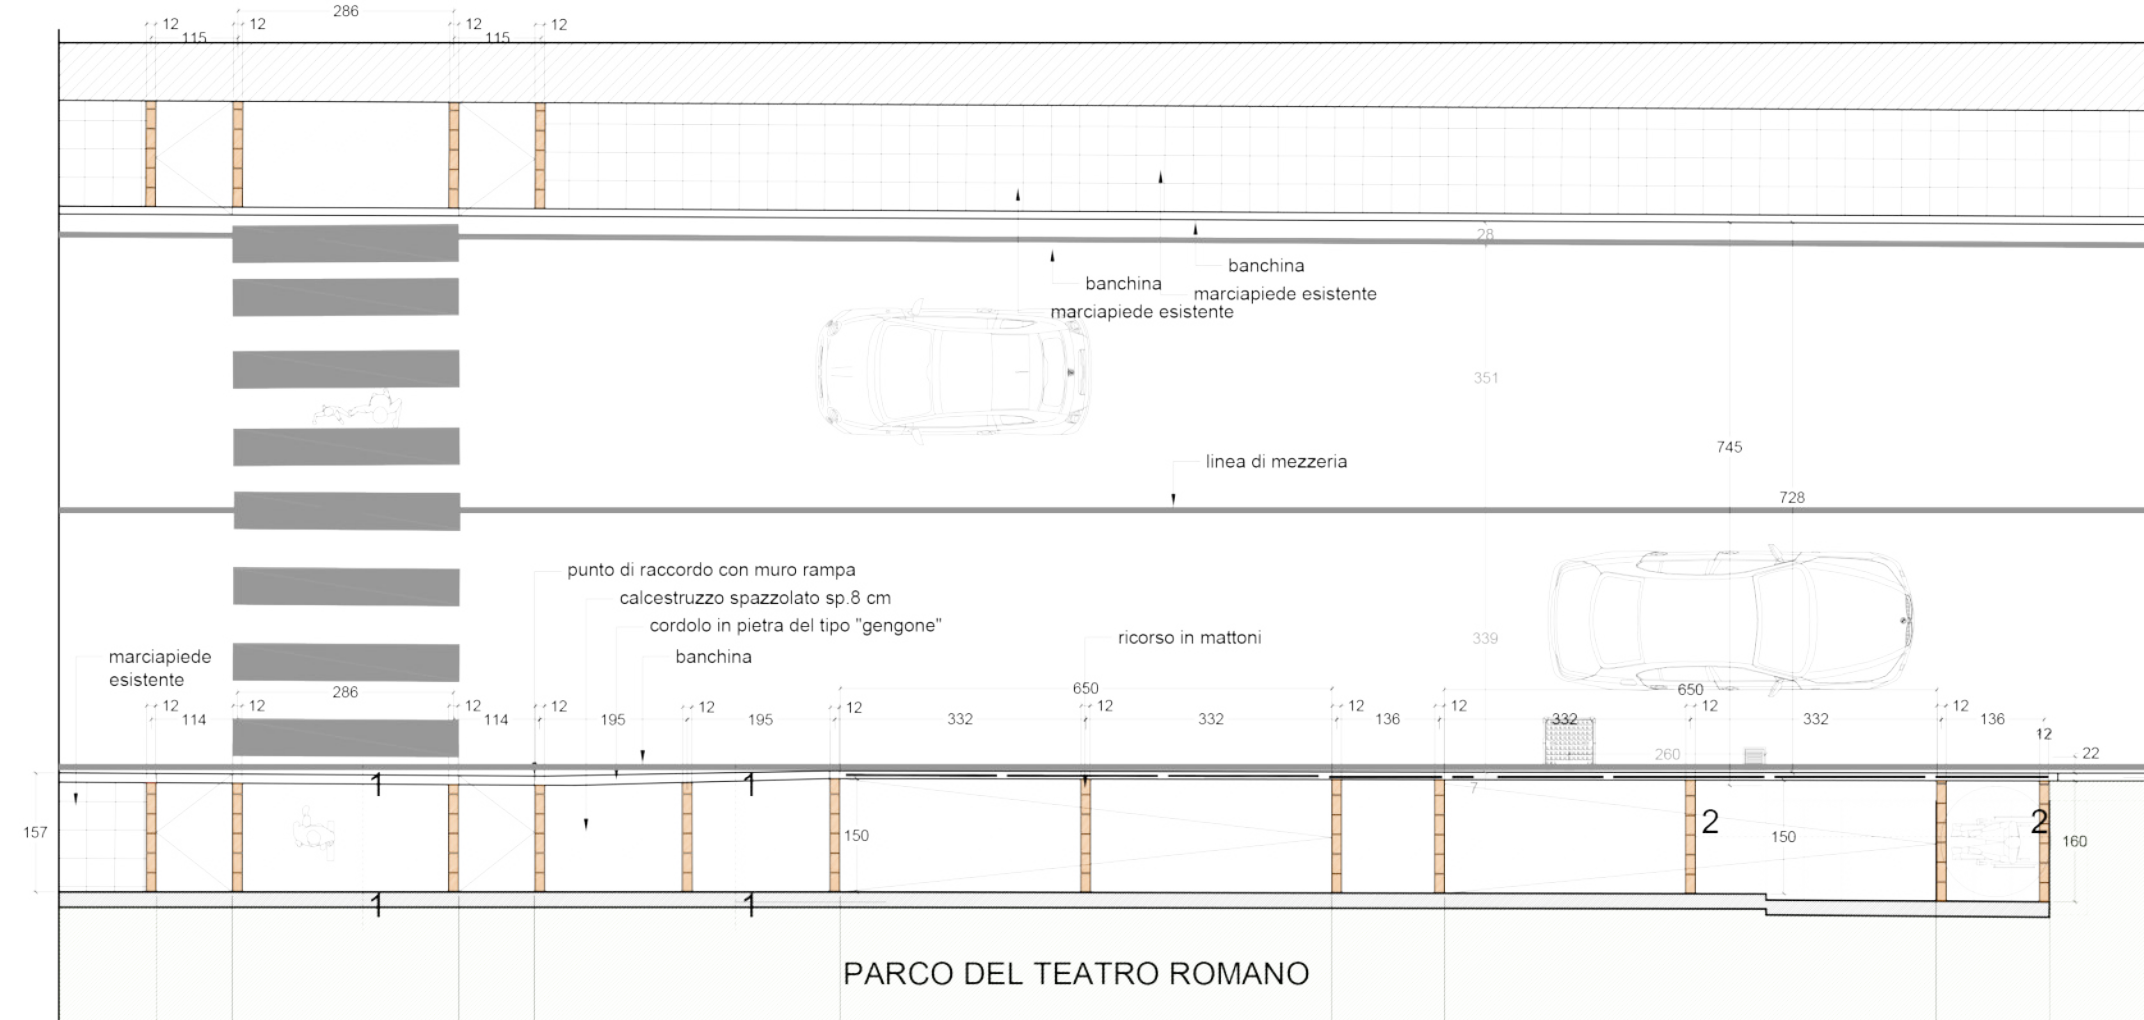 286
12 12 12 12
115 115
28
banchina
banchina
marciapiede esistente
marciapiede esistente
351
745
linea di mezzeria
728
punto di raccordo con muro rampa
calcestruzzo spazzolato sp.8 cm
cordolo in pietra del tipo "gengone"
ricorso in mattoni
339
banchina
marciapiede
esistente
286 650 650
12 12 12 12 12 12 12 12 12 12 12
114 114 195 195 332 332 136 332 332 136
12
260 22
1 1
7
157 150 2 150 2 160
1 1
PARCO DEL TEATRO ROMANO